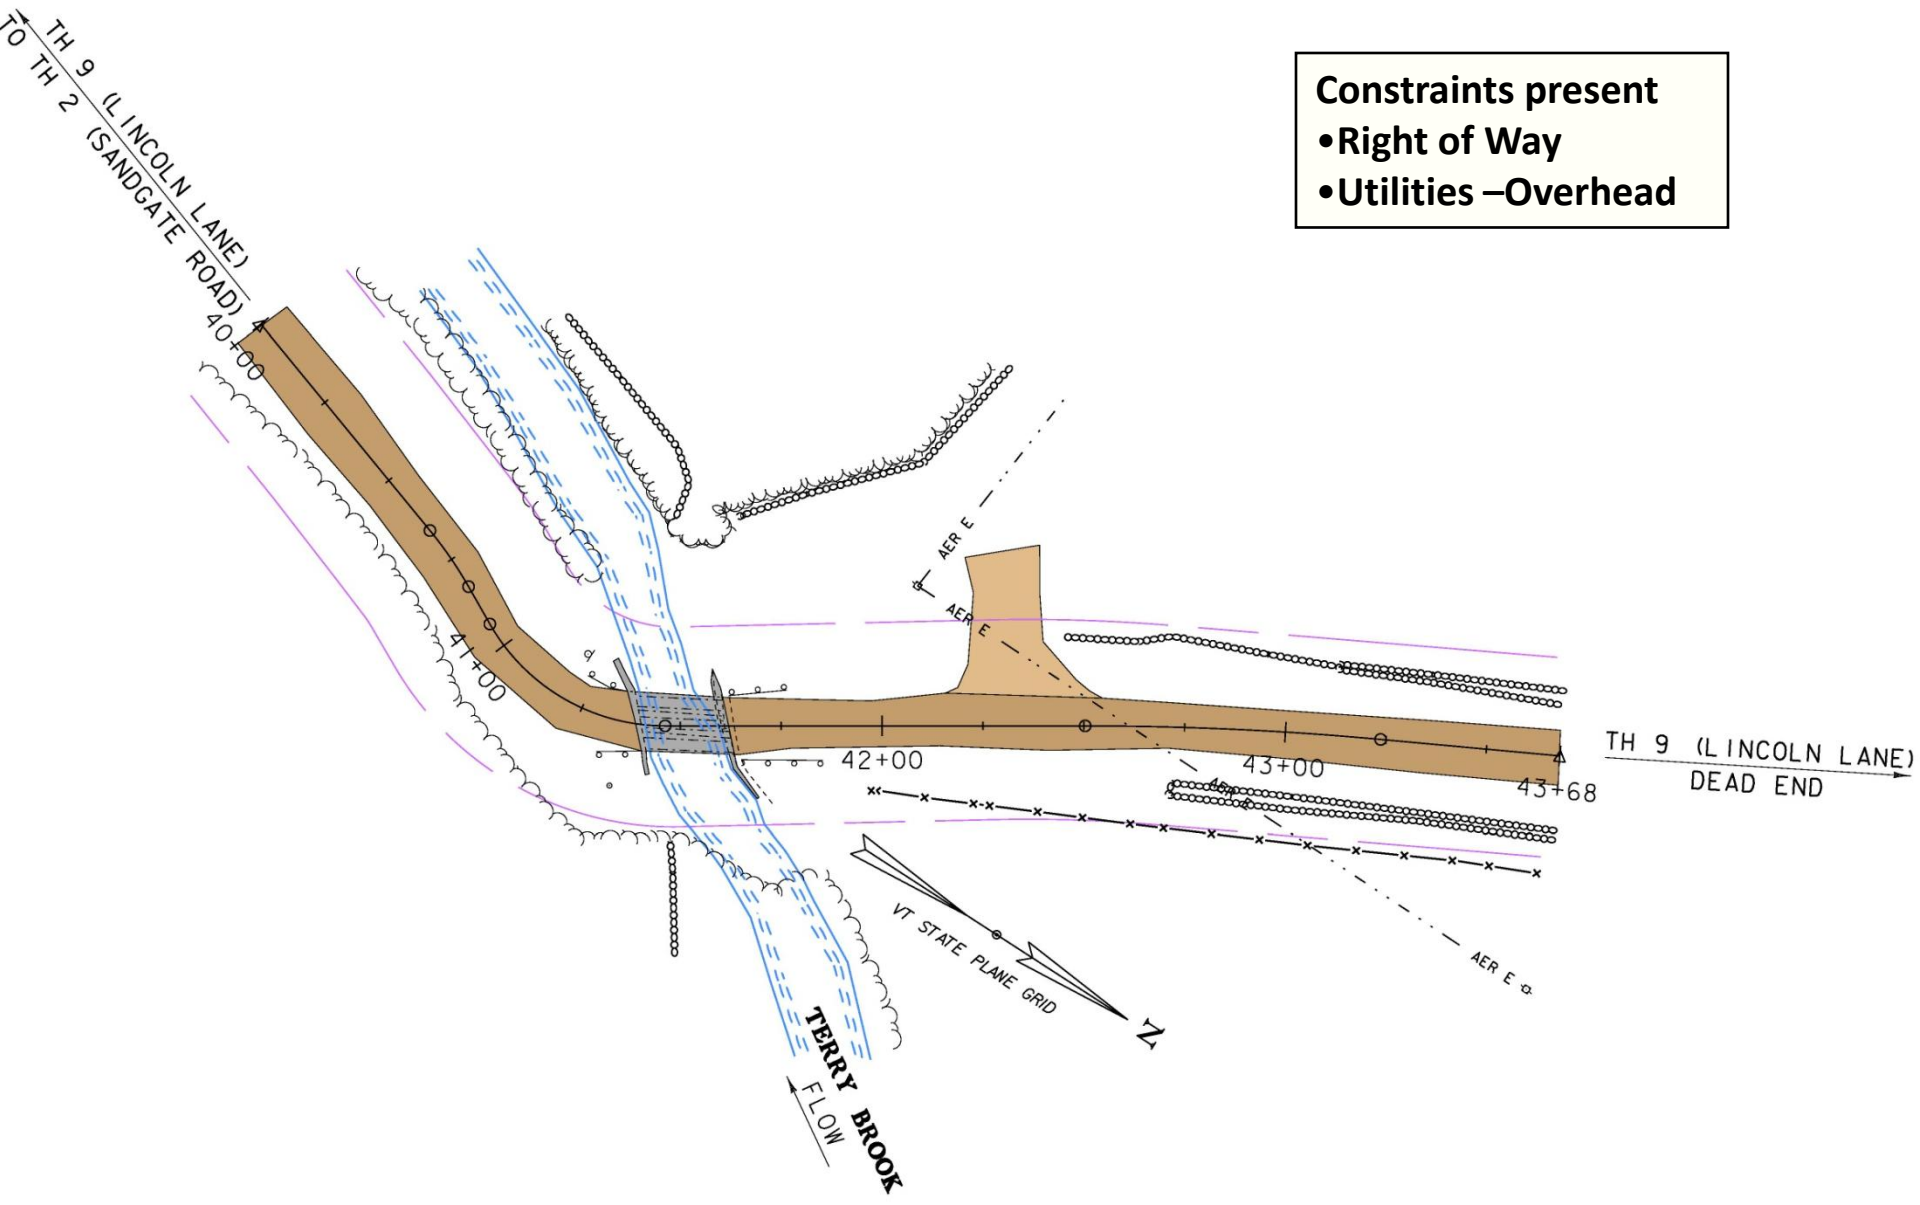 Constraints present
•Right of Way
•Utilities –Overhead
TH 9 (LINCOLN LANE)
TO TH 2 (SANDGATE ROAD)
40+00
41+00
AER E
AER E
42+00
43+00
AER E
43+68
TH 9 (LINCOLN LANE)
DEAD END
VT STATE PLANE GRID
Z
AER E
TERRY BROOK
FLOW